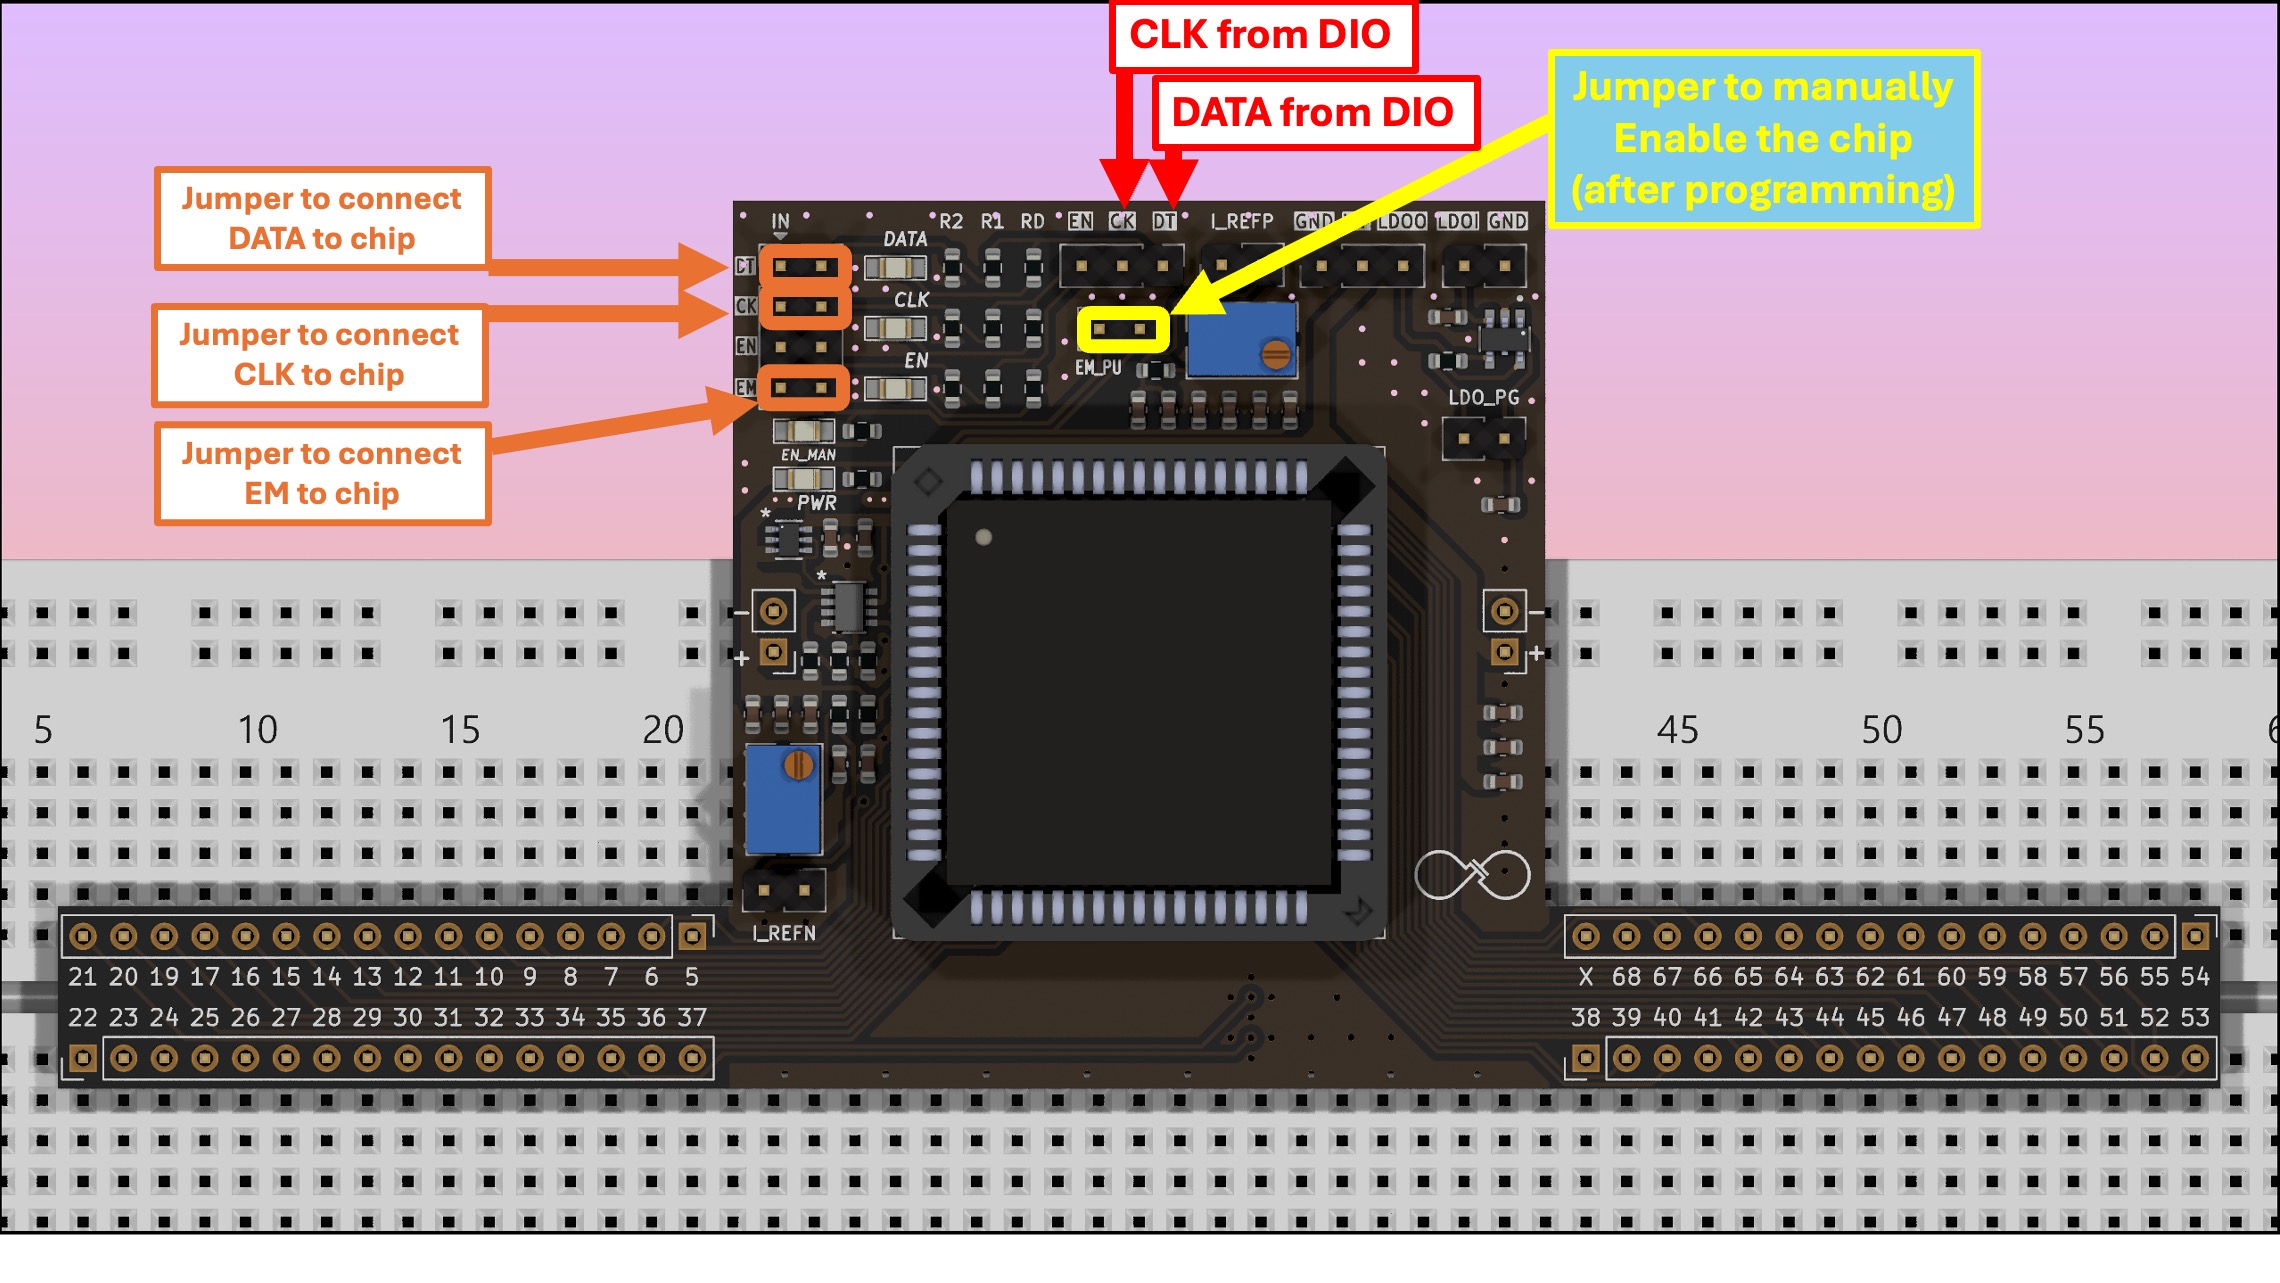 CLK from DIO
DATA from DIO
Jumper to manually
Enable the chip
(after programming)
Jumper to connect
DATA to chip
Jumper to connect
CLK to chip
Jumper to connect
EM to chip
IN
R2 R1 RD EN CK DT I_REFP GND LDOO LDOI GND
DATA
DT
CLK
CK
EN
EN
EM_PU
EM
LDO_PG
EN_MAN
PWR
*
*
− −
+ +
5 10 15 20 45 50 55
I_REFN
21 20 19 17 16 15 14 13 12 11 10 9 8 7 6 5
X 68 67 66 65 64 63 62 61 60 59 58 57 56 55 54
22 23 24 25 26 27 28 29 30 31 32 33 34 35 36 37
38 39 40 41 42 43 44 45 46 47 48 49 50 51 52 53